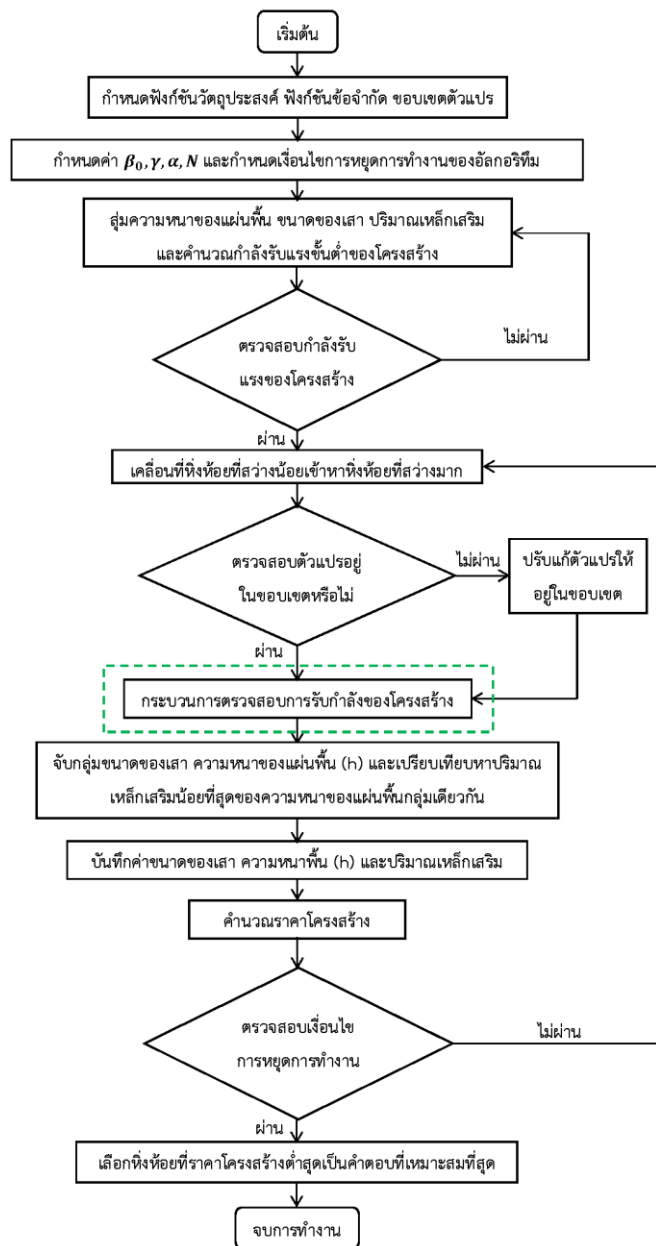 เริ่มต้น
กำหนดฟังก์ชันวัตถุประสงค์ ฟังก์ชันข้อจำกัด ขอบเขตตัวแปร
กำหนดค่า β₀, γ, α, N และกำหนดเงื่อนไขการหยุดการทำงานของอัลกอริทึม
สุ่มความหนาของแผ่นพื้น ขนาดของเสา ปริมาณเหล็กเสริม
และคำนวณกำลังรับแรงขั้นต่ำของโครงสร้าง
ตรวจสอบกำลังรับ
แรงของโครงสร้าง
ไม่ผ่าน
ผ่าน
เคลื่อนที่หิ่งห้อยที่สว่างน้อยเข้าหาหิ่งห้อยที่สว่างมาก
ตรวจสอบตัวแปรอยู่
ในขอบเขตหรือไม่
ไม่ผ่าน
ปรับแก้ตัวแปรให้
อยู่ในขอบเขต
ผ่าน
กระบวนการตรวจสอบการรับกำลังของโครงสร้าง
จับกลุ่มขนาดของเสา ความหนาของแผ่นพื้น (h) และเปรียบเทียบหาปริมาณ
เหล็กเสริมน้อยที่สุดของความหนาของแผ่นพื้นกลุ่มเดียวกัน
บันทึกค่าขนาดของเสา ความหนาพื้น (h) และปริมาณเหล็กเสริม
คำนวณราคาโครงสร้าง
ตรวจสอบเงื่อนไข
การหยุดการทำงาน
ไม่ผ่าน
ผ่าน
เลือกหิ่งห้อยที่ราคาโครงสร้างต่ำสุดเป็นคำตอบที่เหมาะสมที่สุด
จบการทำงาน